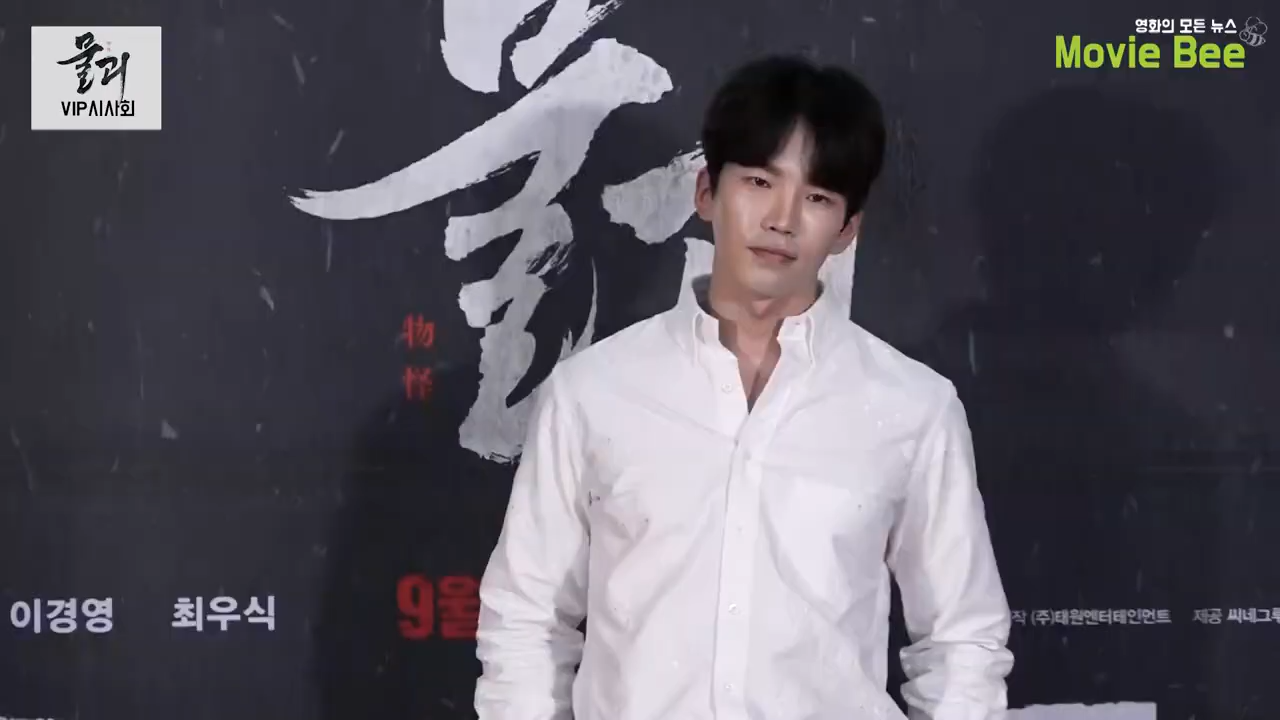 물괴
VIP시사회
영화의 모든 뉴스
Movie Bee
물
物
怪
이경영 최우식
9월
작 (주)태원엔터테인먼트 제공 씨네그루